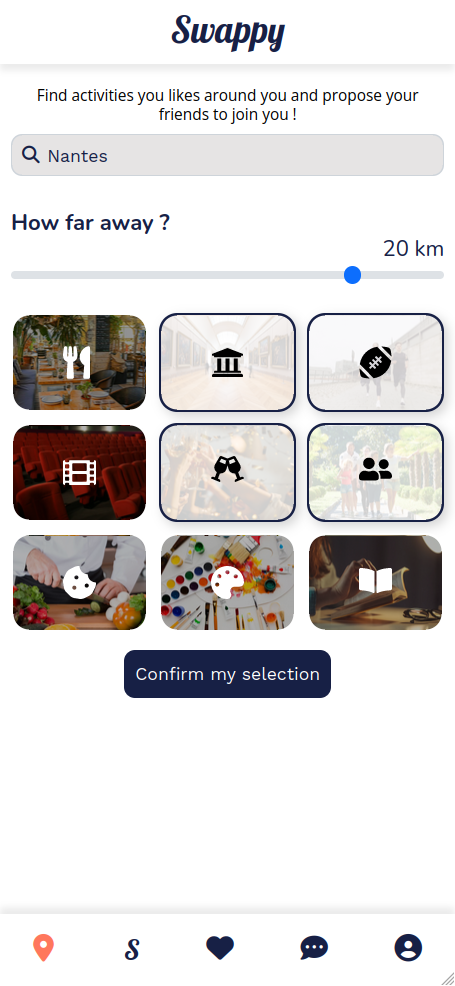 Swappy
Find activities you likes around you and propose your
friends to join you !
Nantes
How far away ?
20 km
Confirm my selection
S